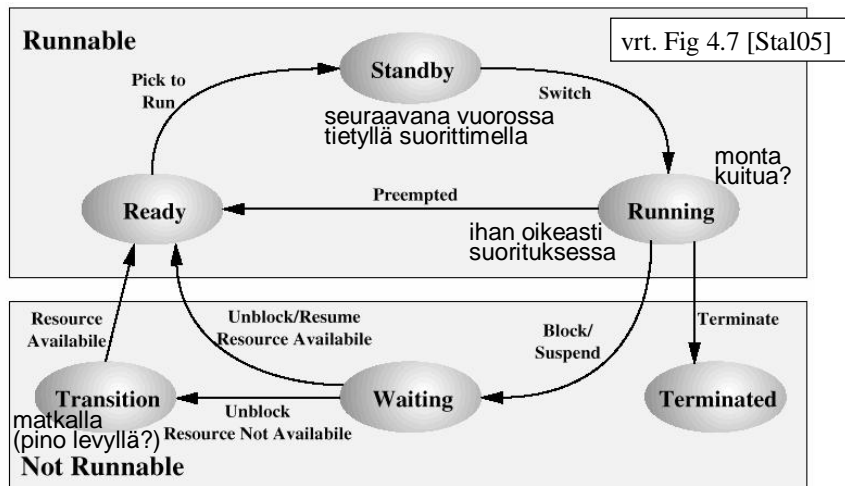 Runnable
vrt. Fig 4.7 [Stal05]
Standby
Pick to
Run
Switch
seuraavana vuorossa
tietyllä suorittimella
monta
kuitua?
Ready
Preempted
Running
ihan oikeasti
suorituksessa
Resource
Availabile
Unblock/Resume
Resource Availabile
Block/
Suspend
Terminate
Transition
Waiting
Terminated
matkalla
(pino levyllä?)
Unblock
Resource Not Availabile
Not Runnable